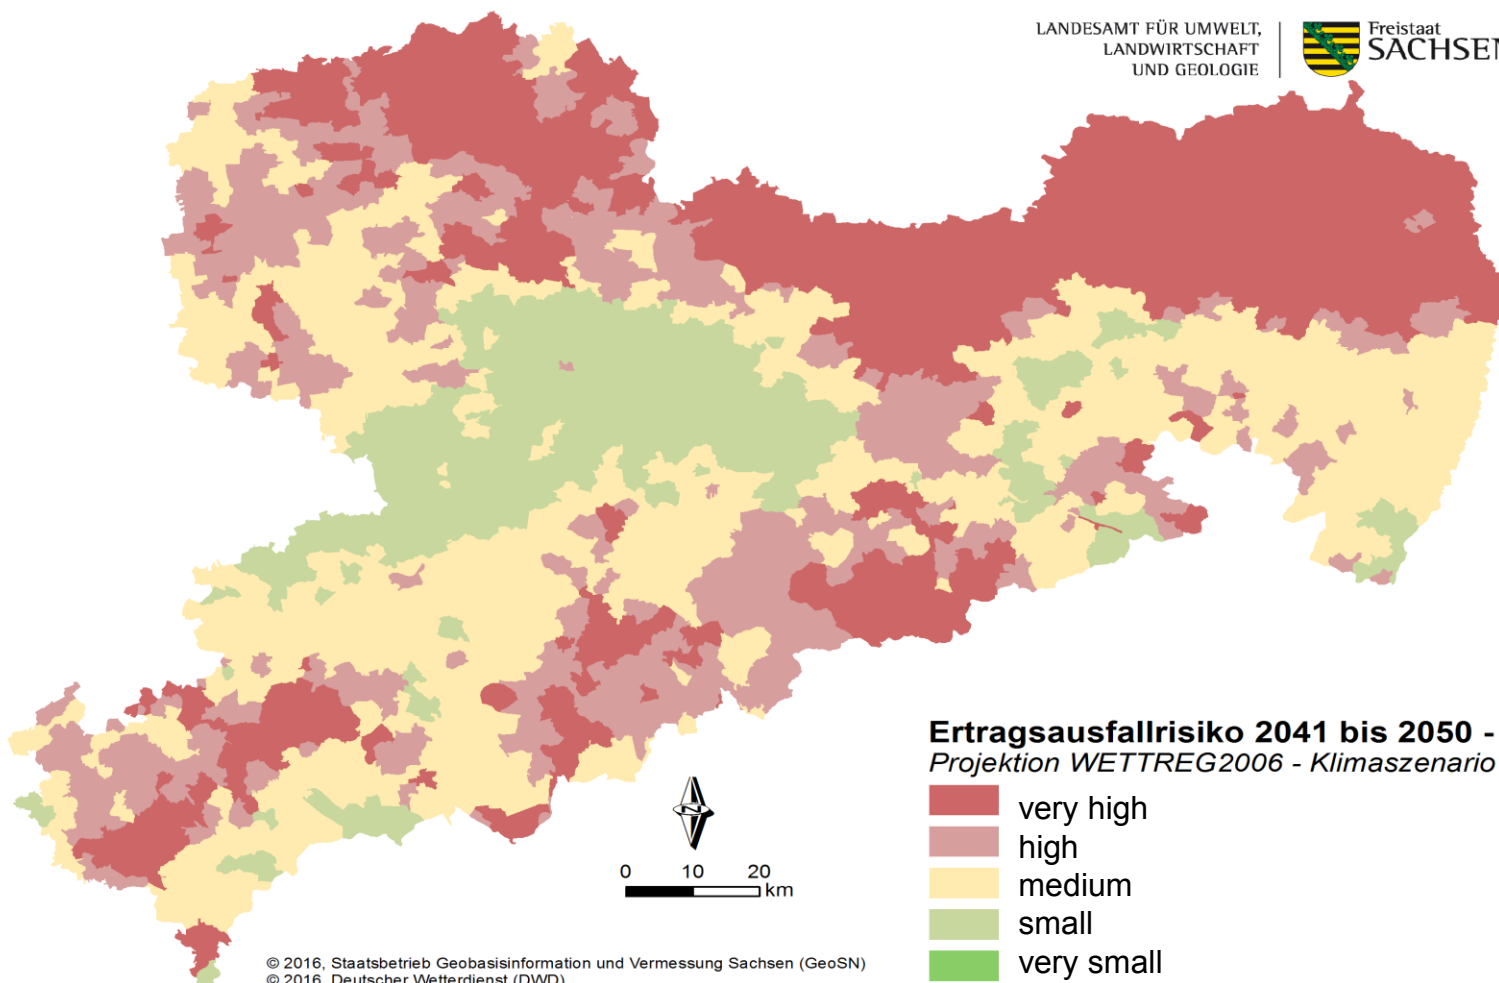 LANDESAMT FÜR UMWELT,
LANDWIRTSCHAFT
UND GEOLOGIE
Freistaat
SACHSEN
Ertragsausfallrisiko 2041 bis 2050 -
Projektion WETTREG2006 - Klimaszenario
very high
high
medium
small
very small
N
0 10 20
km
© 2016, Staatsbetrieb Geobasisinformation und Vermessung Sachsen (GeoSN)
© 2016, Deutscher Wetterdienst (DWD)